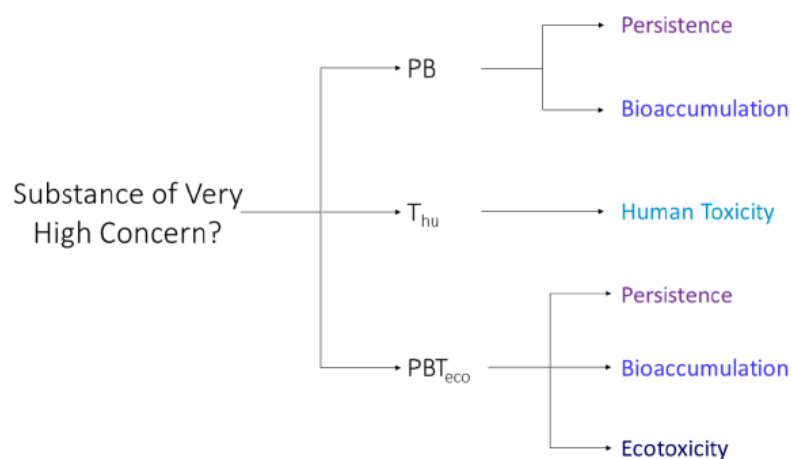 Persistence
PB
Bioaccumulation
Substance of Very
High Concern?
Thu
Human Toxicity
Persistence
PBTeco
Bioaccumulation
Ecotoxicity